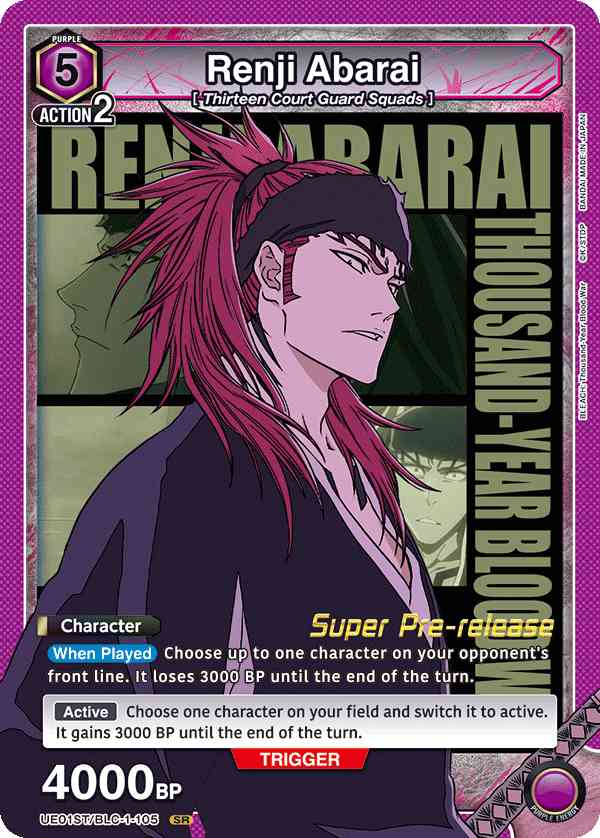 PURPLE
5
ACTION 2
Renji Abarai
[ Thirteen Court Guard Squads ]
RENJI ABARAI
THOUSAND-YEAR BLOOD W
BLEACH: Thousand-Year Blood War ©K/STDP BANDAI MADE IN JAPAN
Character
Super Pre-release
When Played Choose up to one character on your opponent's
front line. It loses 3000 BP until the end of the turn.
Active Choose one character on your field and switch it to active.
It gains 3000 BP until the end of the turn.
TRIGGER
4000 BP
UE01ST/BLC-1-105 SR
PURPLE ENERGY